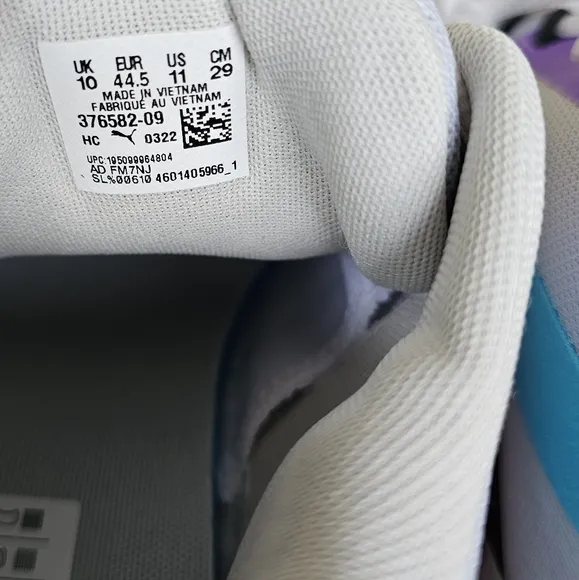 UK EUR US CM
10 44.5 11 29
MADE IN VIETNAM
FABRIQUÉ AU VIETNAM
376582-09
HC 0322
UPC:195099964804
AD FM7NJ
SL%00610 4601405966_1